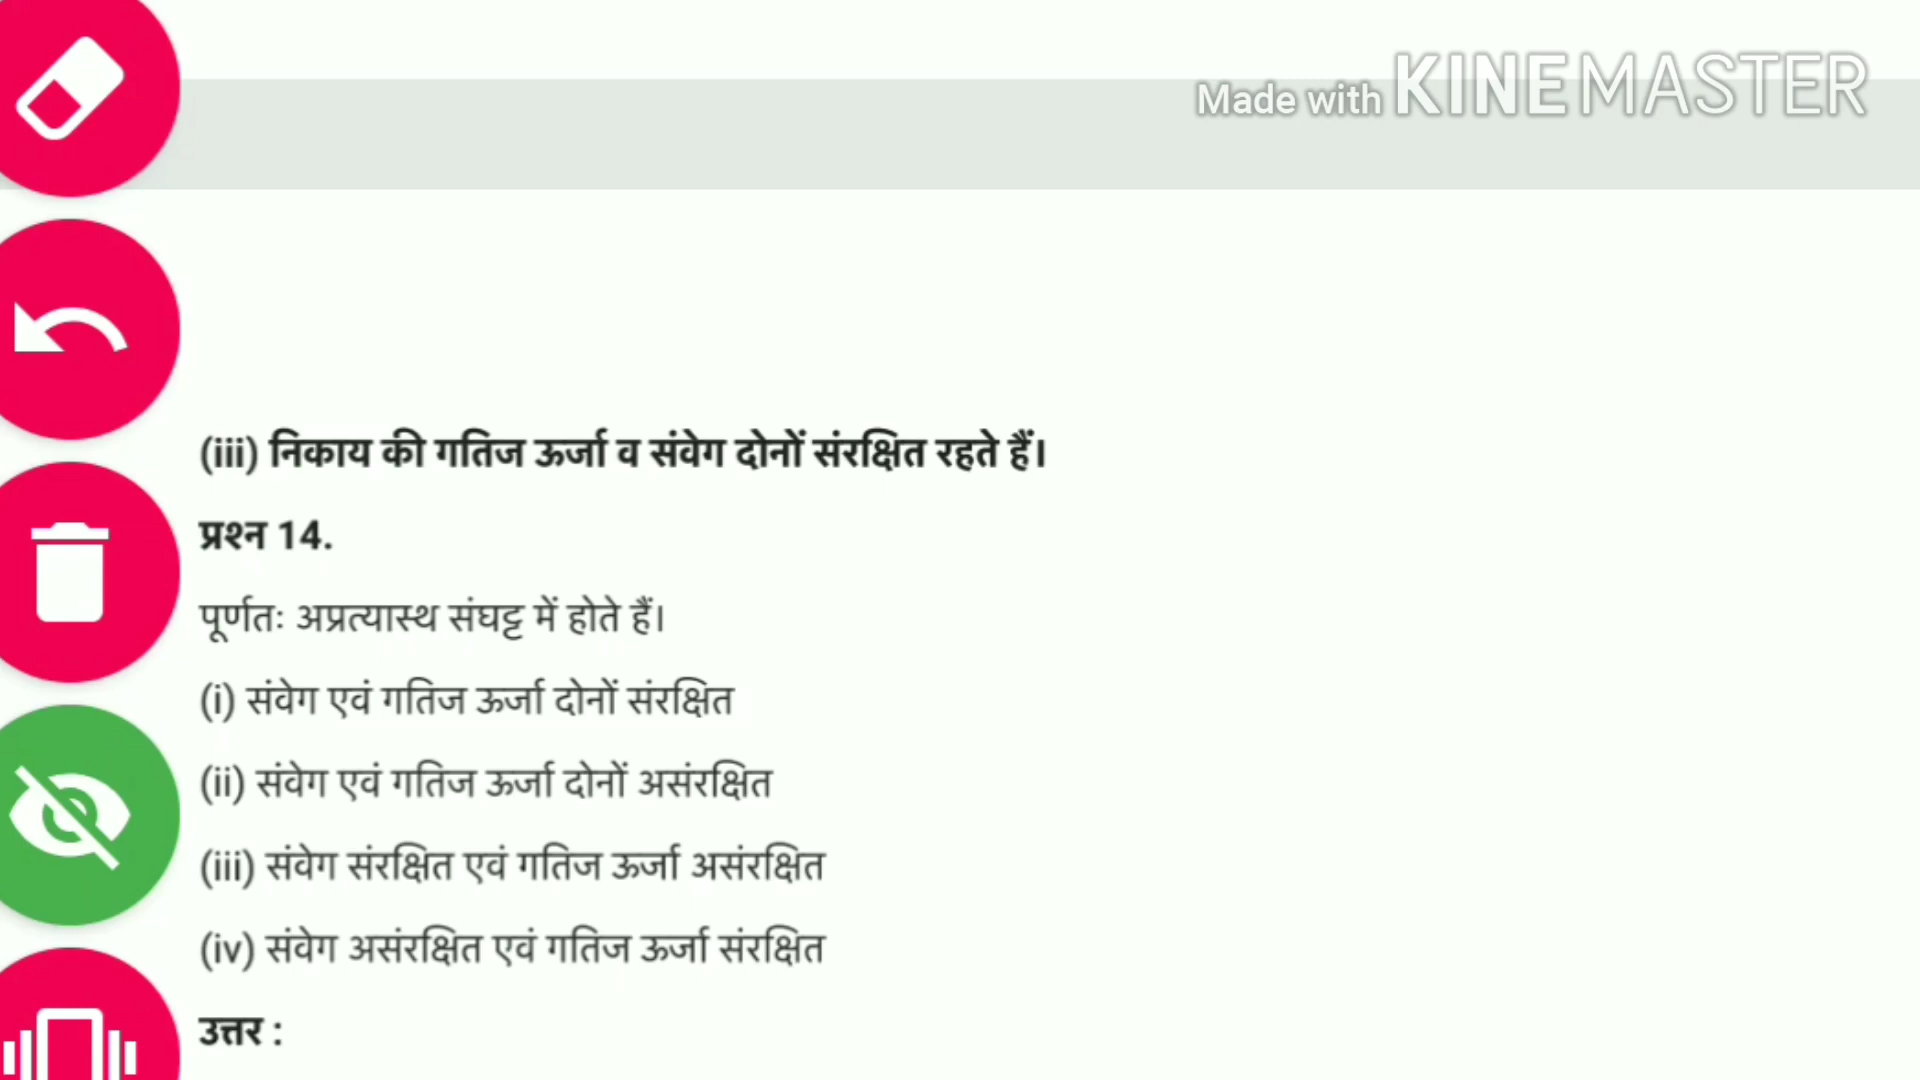 Made with KINEMASTER
(iii) निकाय की गतिज ऊर्जा व संवेग दोनों संरक्षित रहते हैं।
प्रश्न 14.
पूर्णतः अप्रत्यास्थ संघट्ट में होते हैं।
(i) संवेग एवं गतिज ऊर्जा दोनों संरक्षित
(ii) संवेग एवं गतिज ऊर्जा दोनों असंरक्षित
(iii) संवेग संरक्षित एवं गतिज ऊर्जा असंरक्षित
(iv) संवेग असंरक्षित एवं गतिज ऊर्जा संरक्षित
उत्तर :